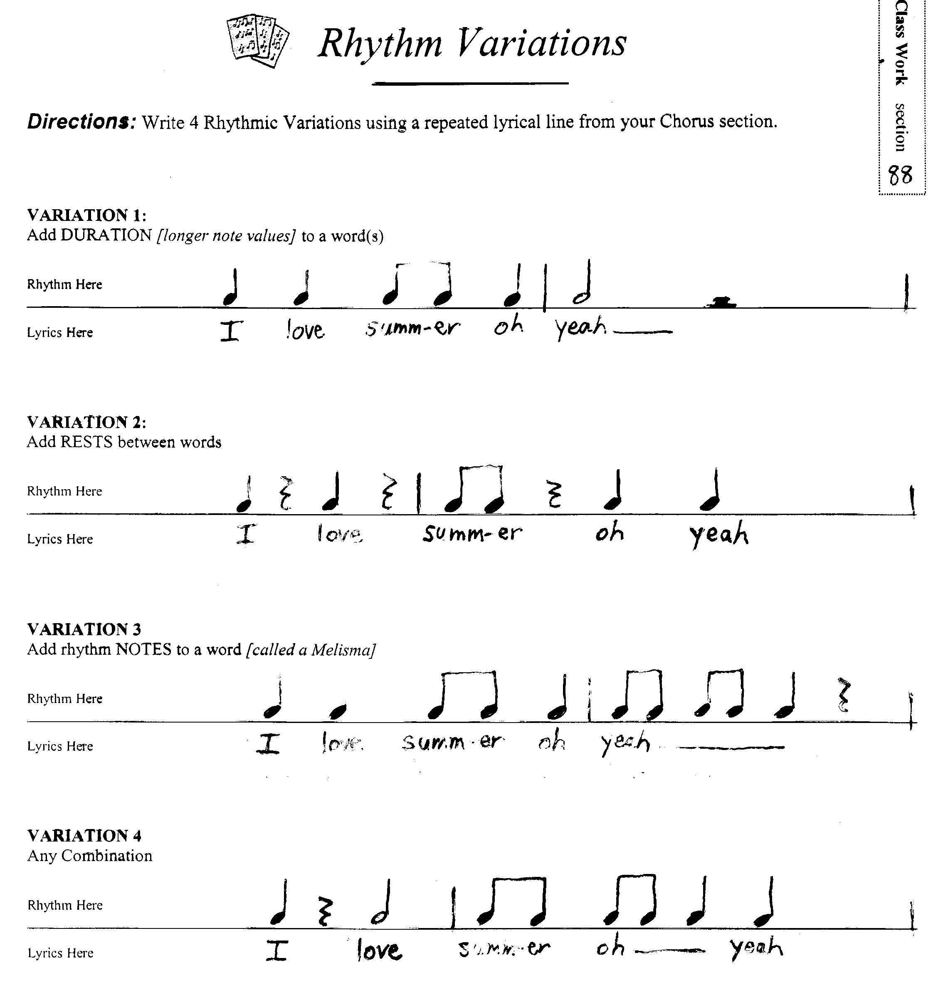 Rhythm Variations
Class Work section
88
Directions: Write 4 Rhythmic Variations using a repeated lyrical line from your Chorus section.
VARIATION 1:
Add DURATION [longer note values] to a word(s)
Rhythm Here
Lyrics Here I love summ-er oh yeah
VARIATION 2:
Add RESTS between words
Rhythm Here
Lyrics Here I love summ-er oh yeah
VARIATION 3
Add rhythm NOTES to a word [called a Melisma]
Rhythm Here
Lyrics Here I love summ-er oh yeah
VARIATION 4
Any Combination
Rhythm Here
Lyrics Here I love summ-er oh yeah